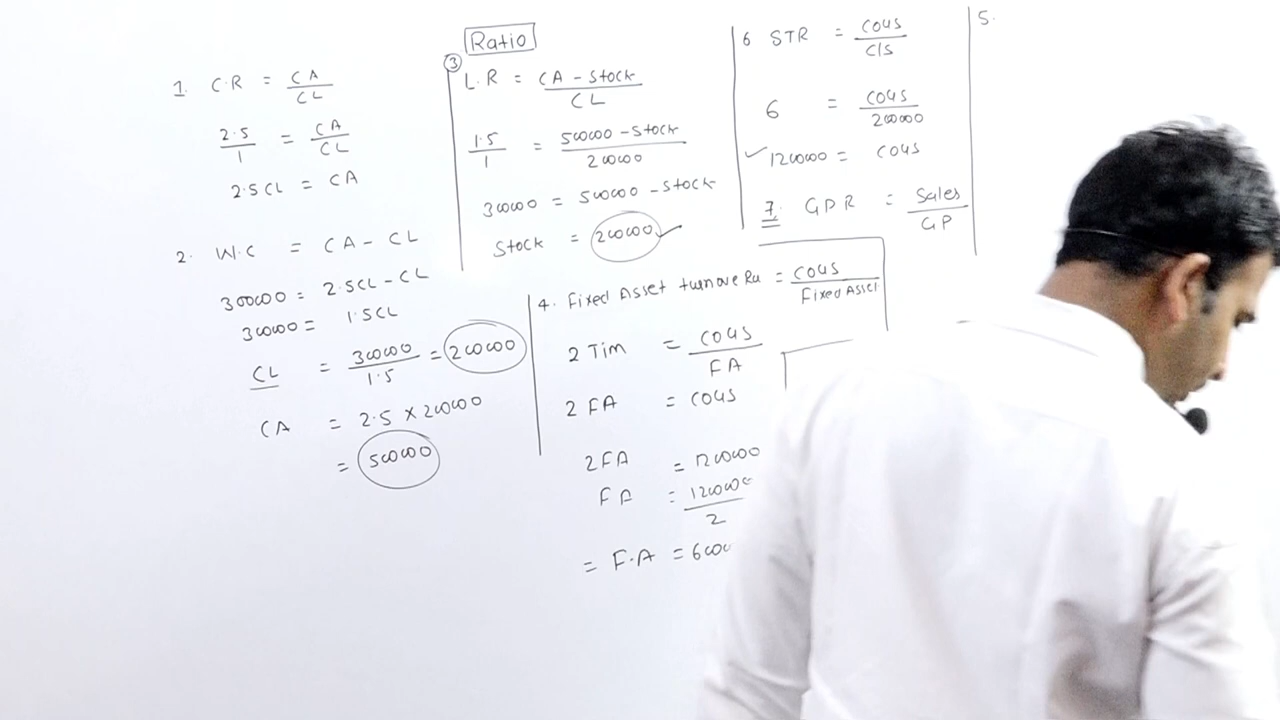 Ratio
1. C.R = CA / CL
2.5 / 1 = CA / CL
2.5CL = CA
2. W.C = CA - CL
300000 = 2.5CL - CL
300000 = 1.5CL
CL = 300000 / 1.5 = 200000
CA = 2.5 × 200000
= 500000
3 L.R = CA - Stock / CL
1.5 / 1 = 500000 - Stock / 200000
300000 = 500000 - Stock
Stock = 200000
4. Fixed Asset turnove Ra = COGS / Fixed Asset
2 Tim = COGS / FA
2 FA = COGS
2FA = 1200000
FA = 1200000 / 2
= F.A = 6000
6 STR = COGS / C/S
6 = COGS / 200000
1200000 = COGS
7. GPR = Sales / GP
5.